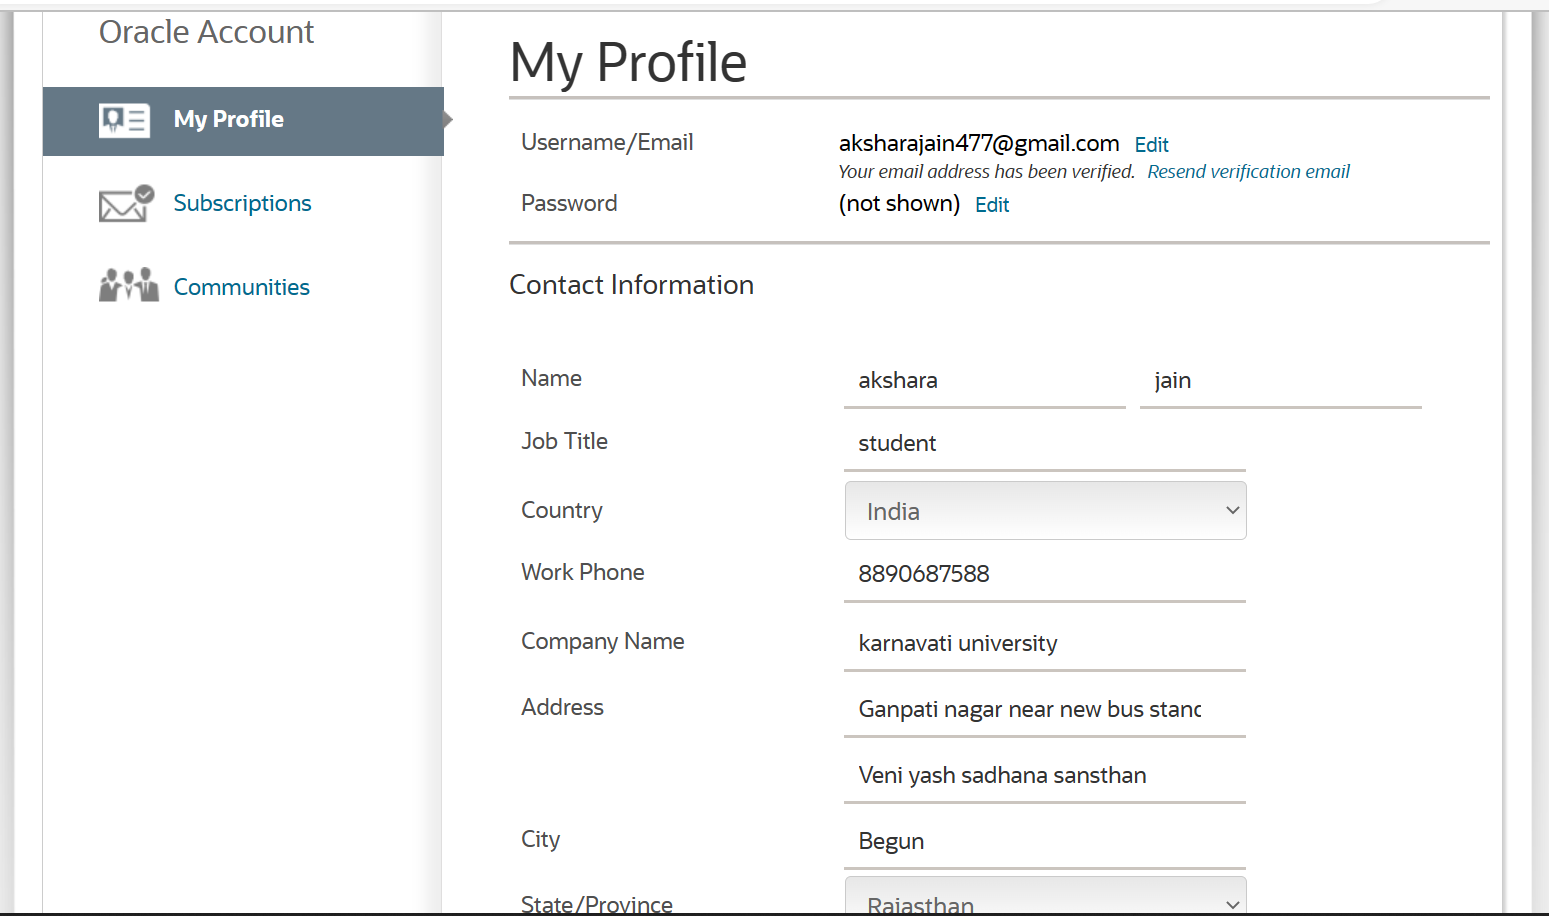 Oracle Account
My Profile
Subscriptions
Communities
My Profile
Username/Email aksharajain477@gmail.com Edit
Your email address has been verified. Resend verification email
Password (not shown) Edit
Contact Information
Name akshara jain
Job Title student
Country India
Work Phone 8890687588
Company Name karnavati university
Address Ganpati nagar near new bus stanc
Veni yash sadhana sansthan
City Begun
State/Province Rajasthan